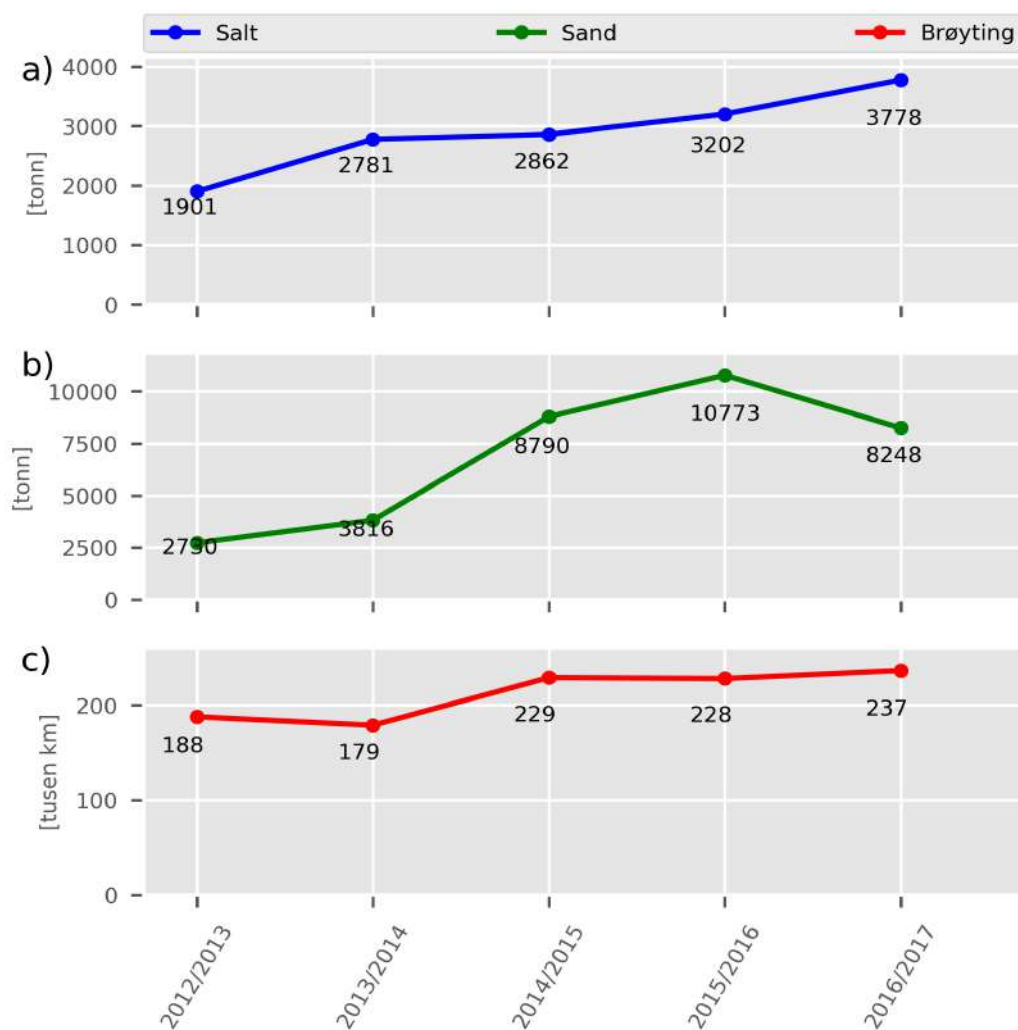 Salt Sand Brøyting
a)
4000
3000
2000
1000
0
[tonn]
1901 2781 2862 3202 3778
b)
10000
7500
5000
2500
0
[tonn]
2730 3816 8790 10773 8248
c)
200
100
0
[tusen km]
188 179 229 228 237
2012/2013 2013/2014 2014/2015 2015/2016 2016/2017